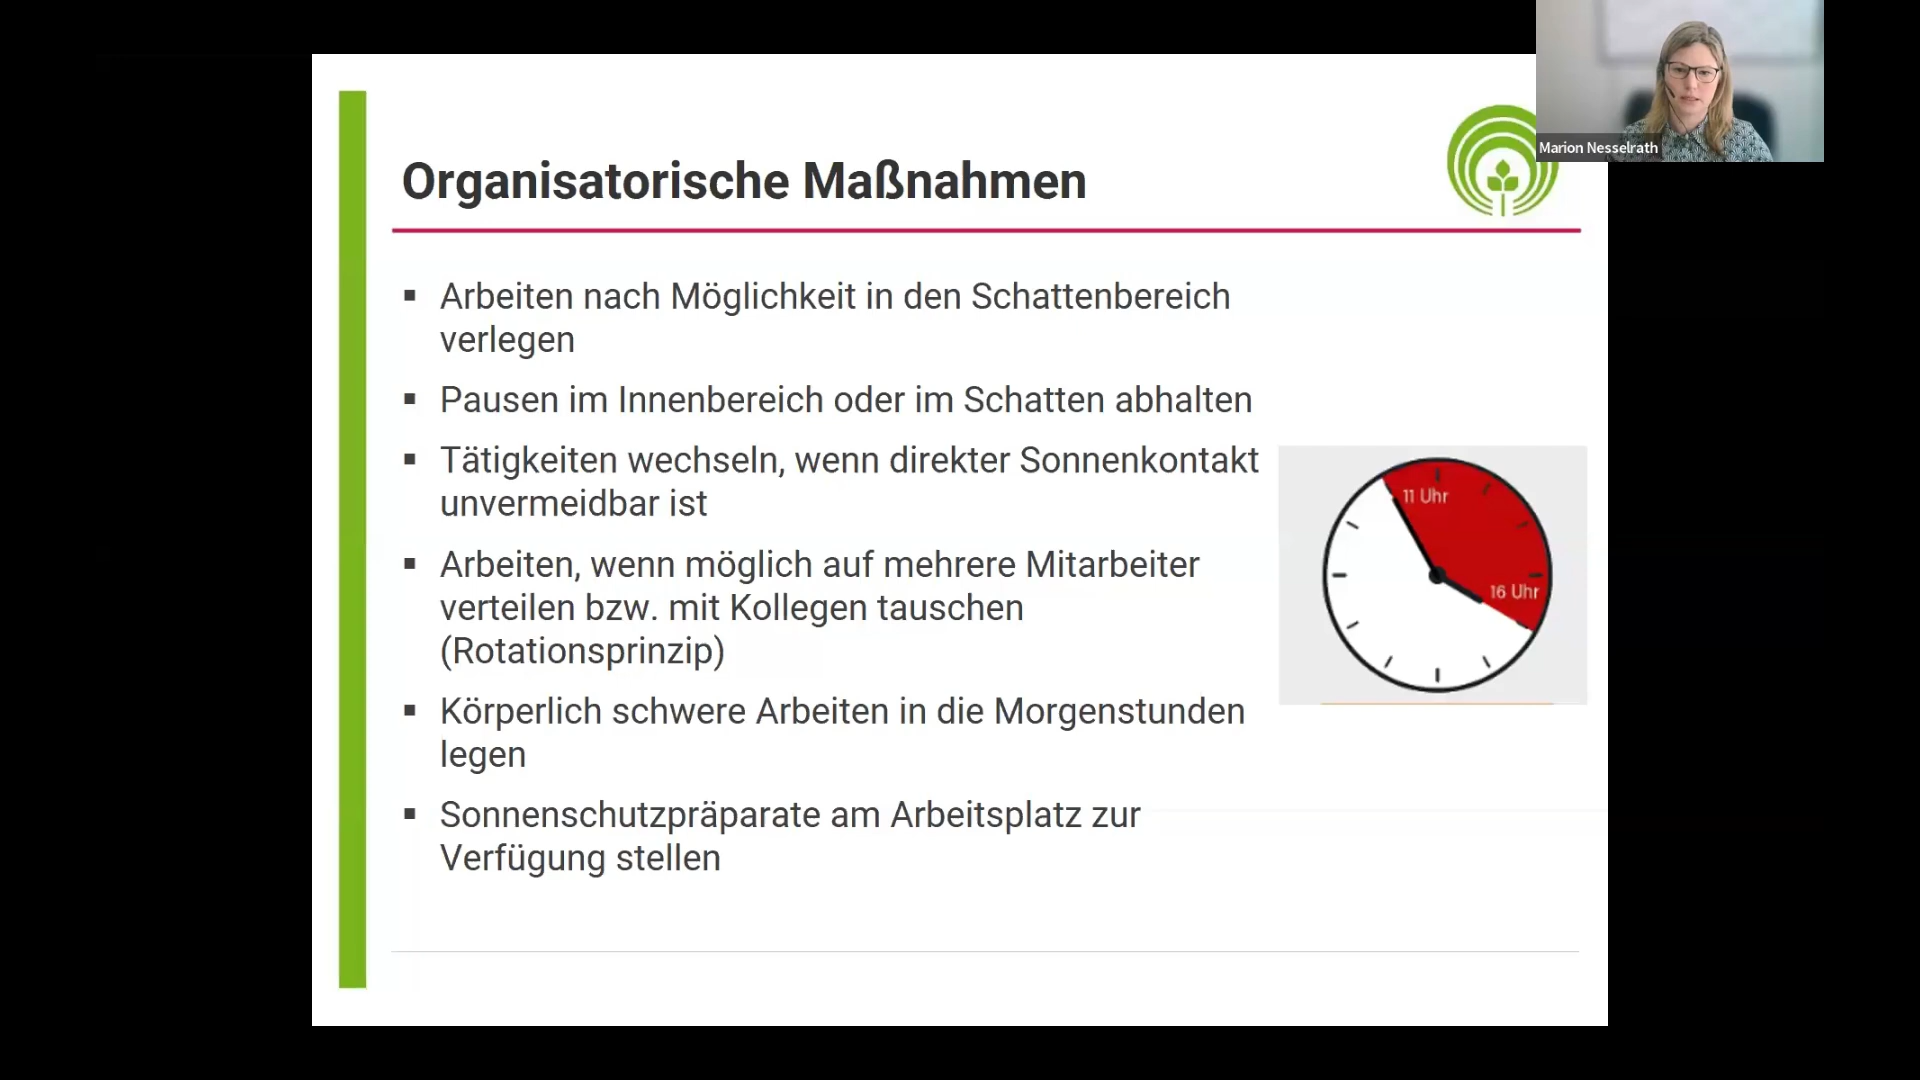 Marion Nesselrath
Organisatorische Maßnahmen
▪ Arbeiten nach Möglichkeit in den Schattenbereich
verlegen
▪ Pausen im Innenbereich oder im Schatten abhalten
▪ Tätigkeiten wechseln, wenn direkter Sonnenkontakt
unvermeidbar ist
▪ Arbeiten, wenn möglich auf mehrere Mitarbeiter
verteilen bzw. mit Kollegen tauschen
(Rotationsprinzip)
▪ Körperlich schwere Arbeiten in die Morgenstunden
legen
▪ Sonnenschutzpräparate am Arbeitsplatz zur
Verfügung stellen
11 Uhr
16 Uhr